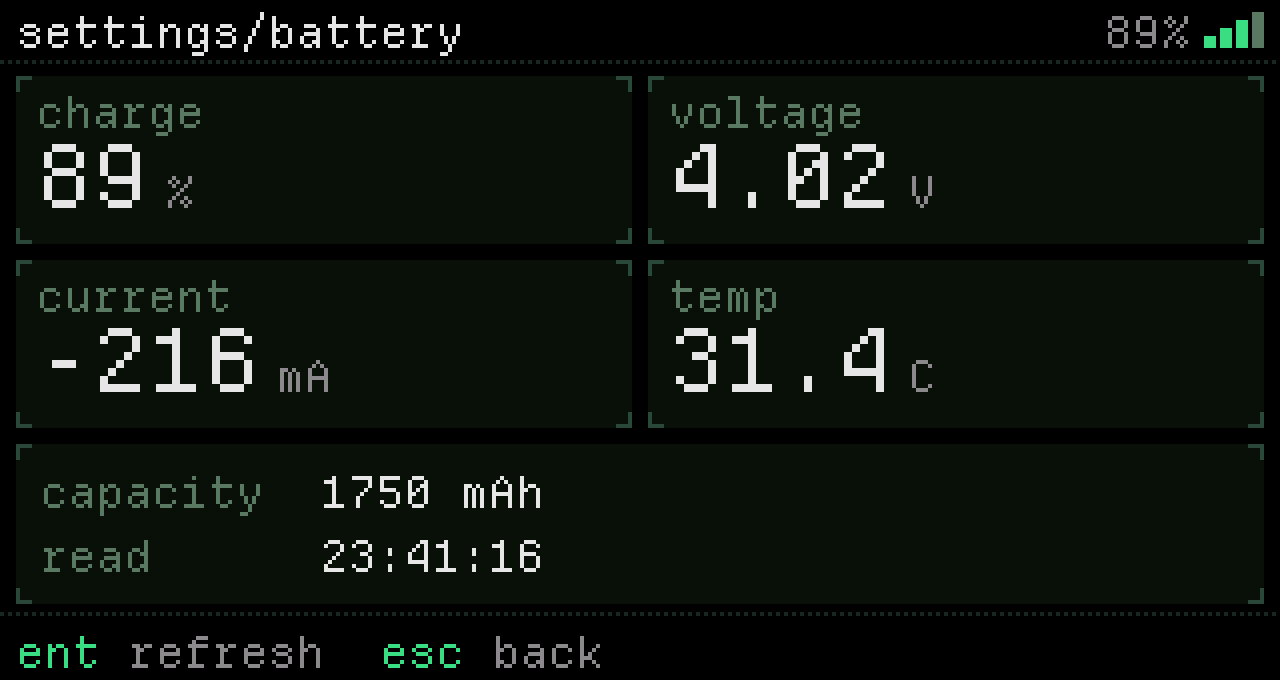 settings/battery 89%
charge
89 %
voltage
4.02 V
current
-216 mA
temp
31.4 C
capacity 1750 mAh
read 23:41:16
ent refresh esc back